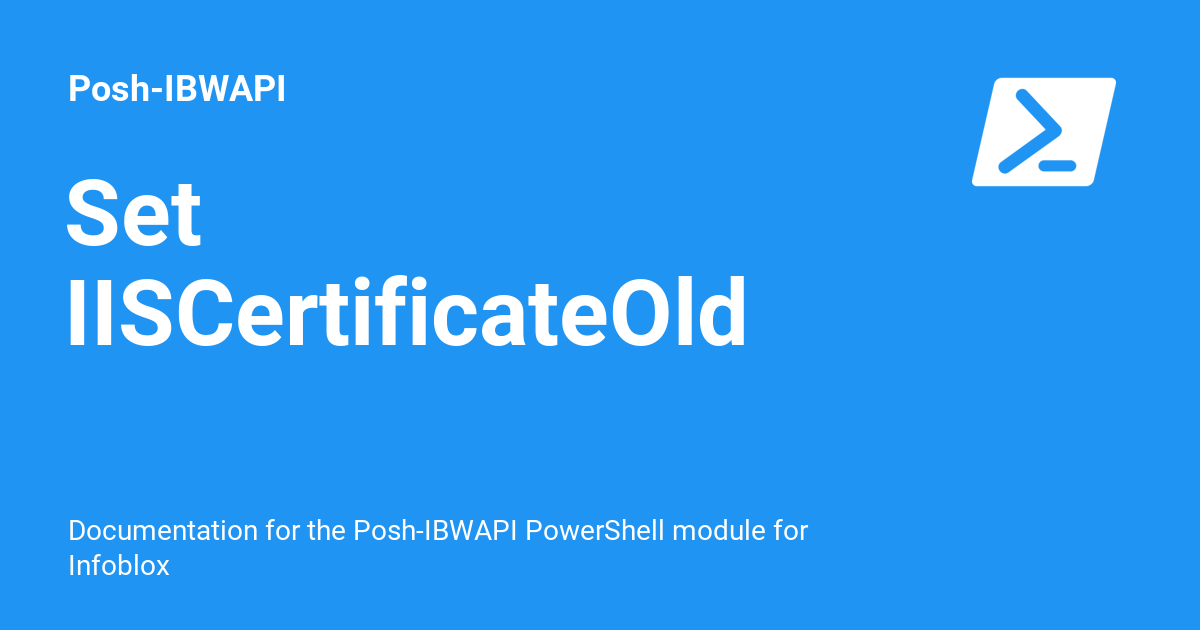 Posh-IBWAPI
Set
IISCertificateOld
Documentation for the Posh-IBWAPI PowerShell module for
Infoblox